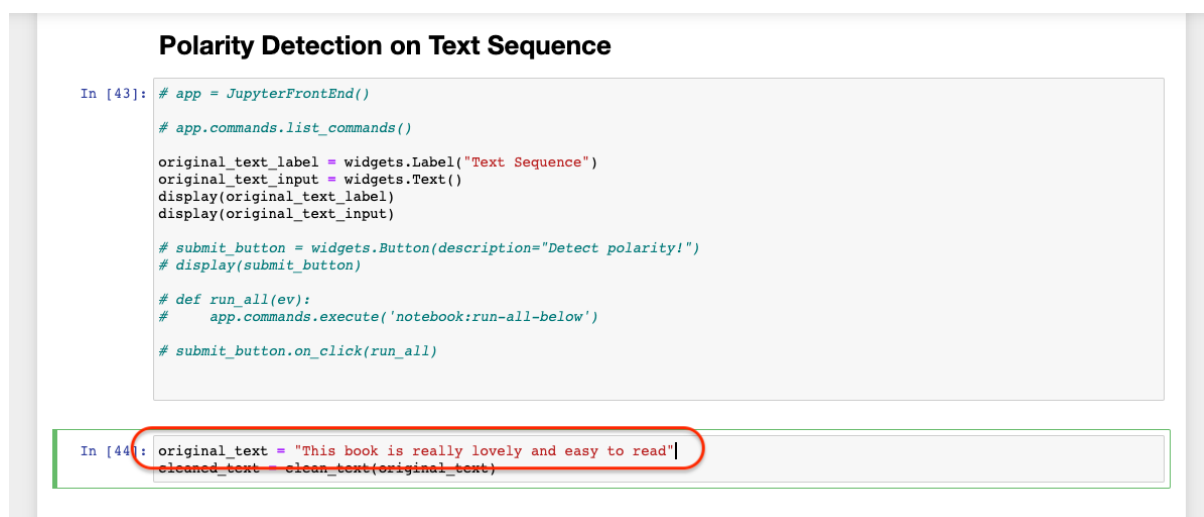 Polarity Detection on Text Sequence
In [43]: # app = JupyterFrontEnd()
# app.commands.list_commands()
original_text_label = widgets.Label("Text Sequence")
original_text_input = widgets.Text()
display(original_text_label)
display(original_text_input)
# submit_button = widgets.Button(description="Detect polarity!")
# display(submit_button)
# def run_all(ev):
#     app.commands.execute('notebook:run-all-below')
# submit_button.on_click(run_all)
In [44]: original_text = "This book is really lovely and easy to read"
cleaned_text = clean_text(original_text)